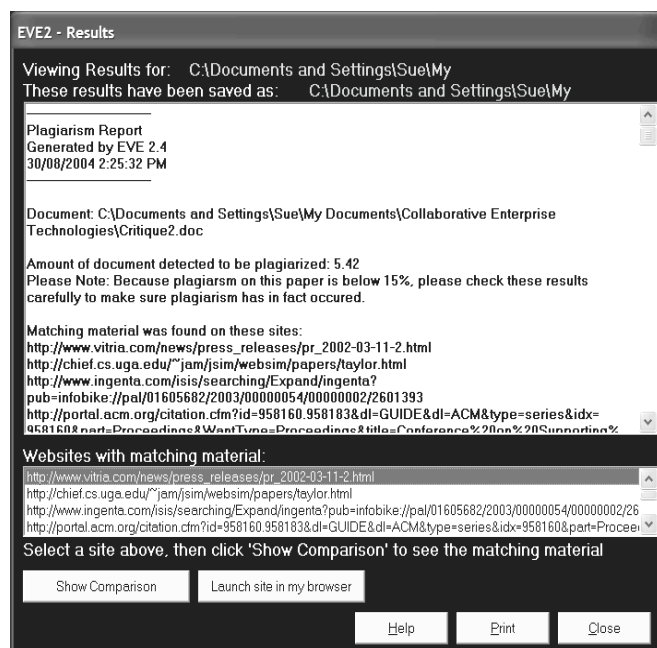 EVE2 - Results
Viewing Results for: C:\Documents and Settings\Sue\My
These results have been saved as: C:\Documents and Settings\Sue\My
Plagiarism Report
Generated by EVE 2.4
30/08/2004 2:25:32 PM
Document: C:\Documents and Settings\Sue\My Documents\Collaborative Enterprise
Technologies\Critique2.doc
Amount of document detected to be plagiarized: 5.42
Please Note: Because plagiarsm on this paper is below 15%, please check these results
carefully to make sure plagiarism has in fact occured.
Matching material was found on these sites:
http://www.vitria.com/news/press_releases/pr_2002-03-11-2.html
http://chief.cs.uga.edu/~jam/jsim/websim/papers/taylor.html
http://www.ingenta.com/isis/searching/Expand/ingenta?
pub=infobike://pal/01605682/2003/00000054/00000002/2601393
http://portal.acm.org/citation.cfm?id=958160.958183&dl=GUIDE&dl=ACM&type=series&idx=
958160&part=Proceedings&WantType=Proceedings&title=Conference%20on%20Supporting%
Websites with matching material:
http://www.vitria.com/news/press_releases/pr_2002-03-11-2.html
http://chief.cs.uga.edu/~jam/jsim/websim/papers/taylor.html
http://www.ingenta.com/isis/searching/Expand/ingenta?pub=infobike://pal/01605682/2003/00000054/00000002/26
http://portal.acm.org/citation.cfm?id=958160.958183&dl=GUIDE&dl=ACM&type=series&idx=958160&part=Proceed
Select a site above, then click 'Show Comparison' to see the matching material
Show Comparison Launch site in my browser
Help Print Close